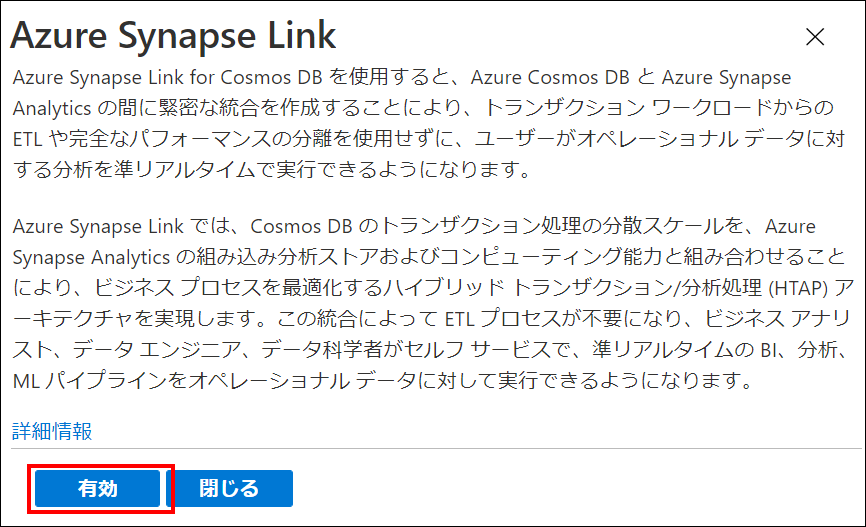 Azure Synapse Link
Azure Synapse Link for Cosmos DB を使用すると、Azure Cosmos DB と Azure Synapse
Analytics の間に緊密な統合を作成することにより、トランザクション ワークロードからの
ETL や完全なパフォーマンスの分離を使用せずに、ユーザーがオペレーショナル データに対
する分析を準リアルタイムで実行できるようになります。
Azure Synapse Link では、Cosmos DB のトランザクション処理の分散スケールを、Azure
Synapse Analytics の組み込み分析ストアおよびコンピューティング能力と組み合わせること
により、ビジネス プロセスを最適化するハイブリッド トランザクション/分析処理 (HTAP) ア
ーキテクチャを実現します。この統合によって ETL プロセスが不要になり、ビジネス アナリ
スト、データ エンジニア、データ科学者がセルフ サービスで、準リアルタイムの BI、分析、
ML パイプラインをオペレーショナル データに対して実行できるようになります。
詳細情報
有効
閉じる